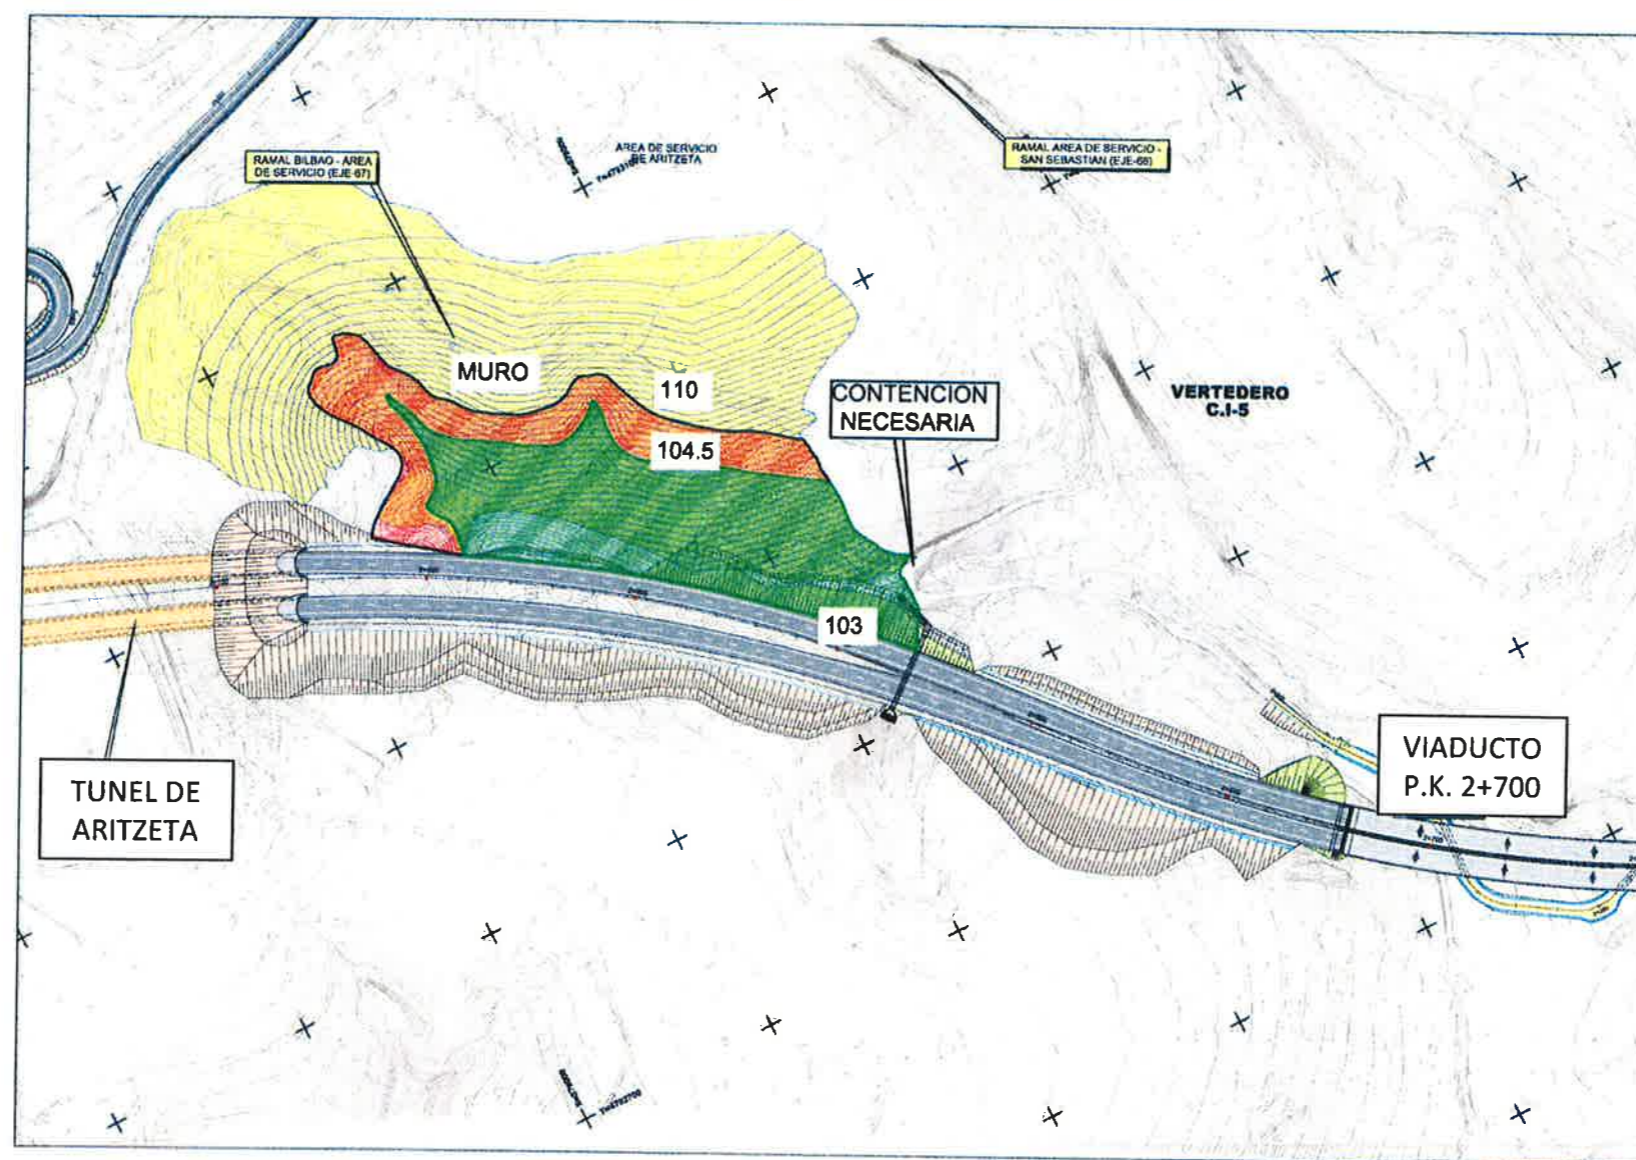 AREA DE SERVICIO
DE ARITZETA
RAMAL BILBAO - AREA
DE SERVICIO (EJE-67)
RAMAL AREA DE SERVICIO -
SAN SEBASTIAN (EJE-68)
MURO
110
CONTENCION
NECESARIA
VERTEDERO
C.I-5
104.5
103
TUNEL DE
ARITZETA
VIADUCTO
P.K. 2+700